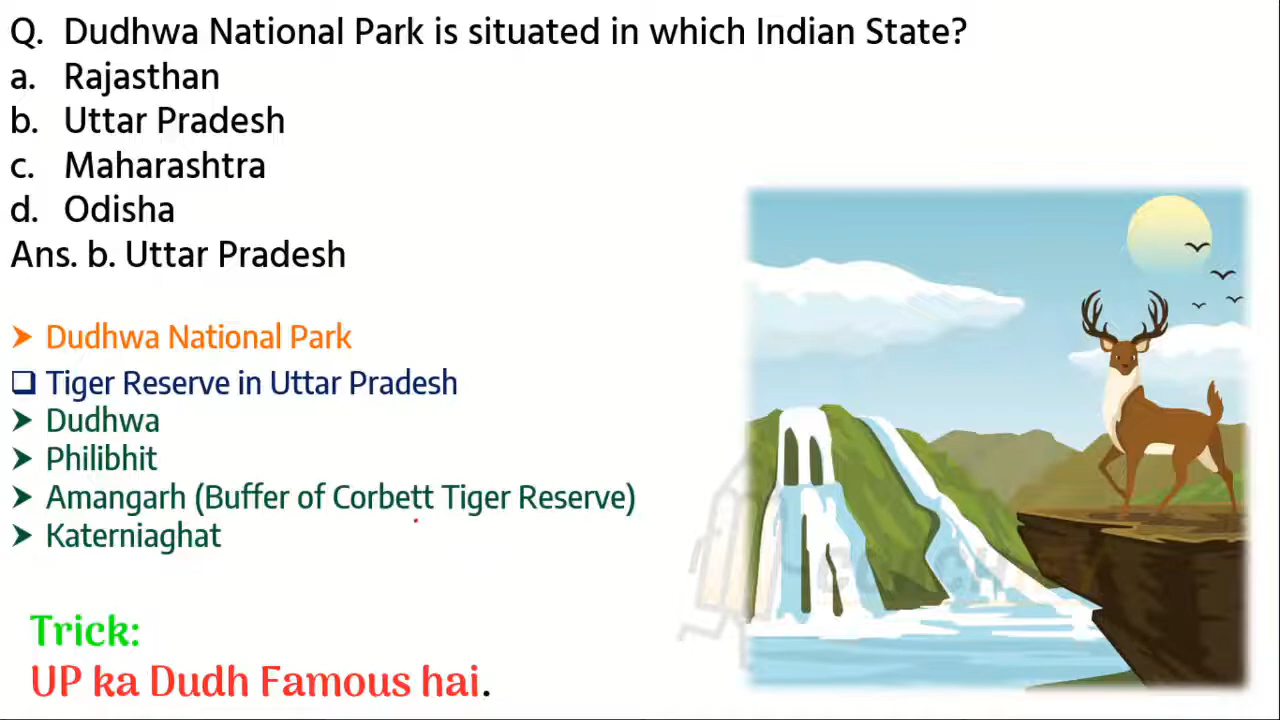 Q. Dudhwa National Park is situated in which Indian State?
a. Rajasthan
b. Uttar Pradesh
c. Maharashtra
d. Odisha
Ans. b. Uttar Pradesh
➤ Dudhwa National Park
❑ Tiger Reserve in Uttar Pradesh
➤ Dudhwa
➤ Philibhit
➤ Amangarh (Buffer of Corbett Tiger Reserve)
➤ Katerniaghat
Trick:
UP ka Dudh Famous hai.